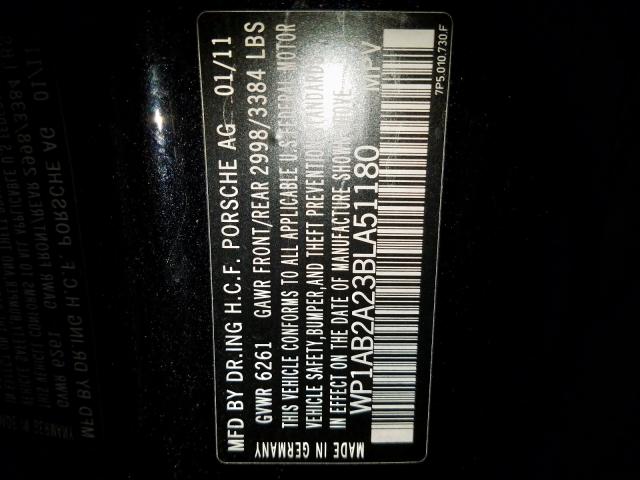 MFD BY DR.ING H.C.F. PORSCHE AG 01/11
GVWR 6261 GAWR FRONT/REAR 2998/3384 LBS
THIS VEHICLE CONFORMS TO ALL APPLICABLE U.S FEDERAL MOTOR
VEHICLE SAFETY,BUMPER,AND THEFT PREVENTION STANDARDS
IN EFFECT ON THE DATE OF MANUFACTURE SHOWN ABOVE
WP1AB2A23BLA51180 MPV
MADE IN GERMANY
7P5.010.730.F